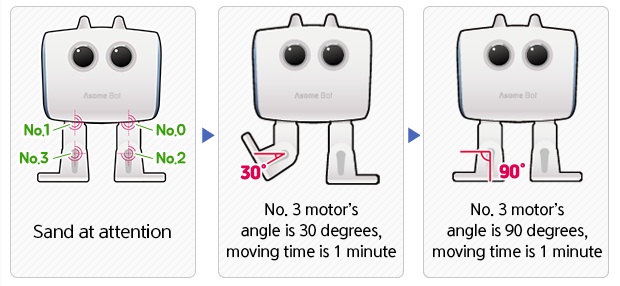 Asome Bot
No.1
No.0
No.3
No.2
Sand at attention
Asome Bot
30°
No. 3 motor's
angle is 30 degrees,
moving time is 1 minute
Asome Bot
90°
No. 3 motor's
angle is 90 degrees,
moving time is 1 minute